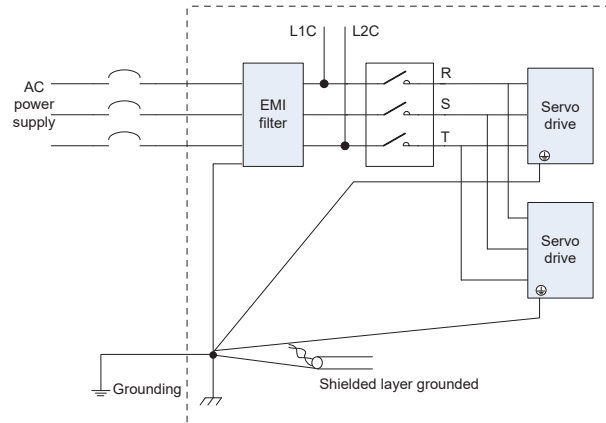 L1C
L2C
AC
power
supply
EMI
filter
R
S
T
Servo
drive
Servo
drive
Grounding
Shielded layer grounded